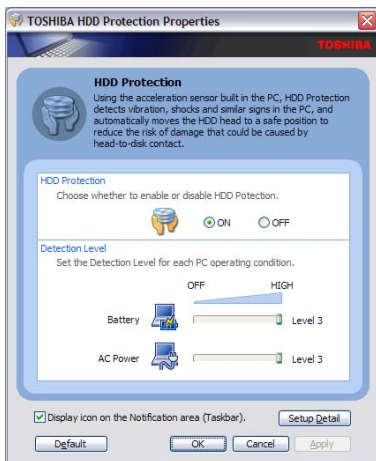 TOSHIBA HDD Protection Properties
TOSHIBA
HDD Protection
Using the acceleration sensor built in the PC, HDD Protection
detects vibration, shocks and similar signs in the PC, and
automatically moves the HDD head to a safe position to
reduce the risk of damage that could be caused by
head-to-disk contact.
HDD Protection
Choose whether to enable or disable HDD Potection.
ON OFF
Detection Level
Set the Detection Level for each PC operating condition.
OFF HIGH
Battery Level 3
AC Power Level 3
Display icon on the Notification area (Taskbar). Setup Detail
Default OK Cancel Apply